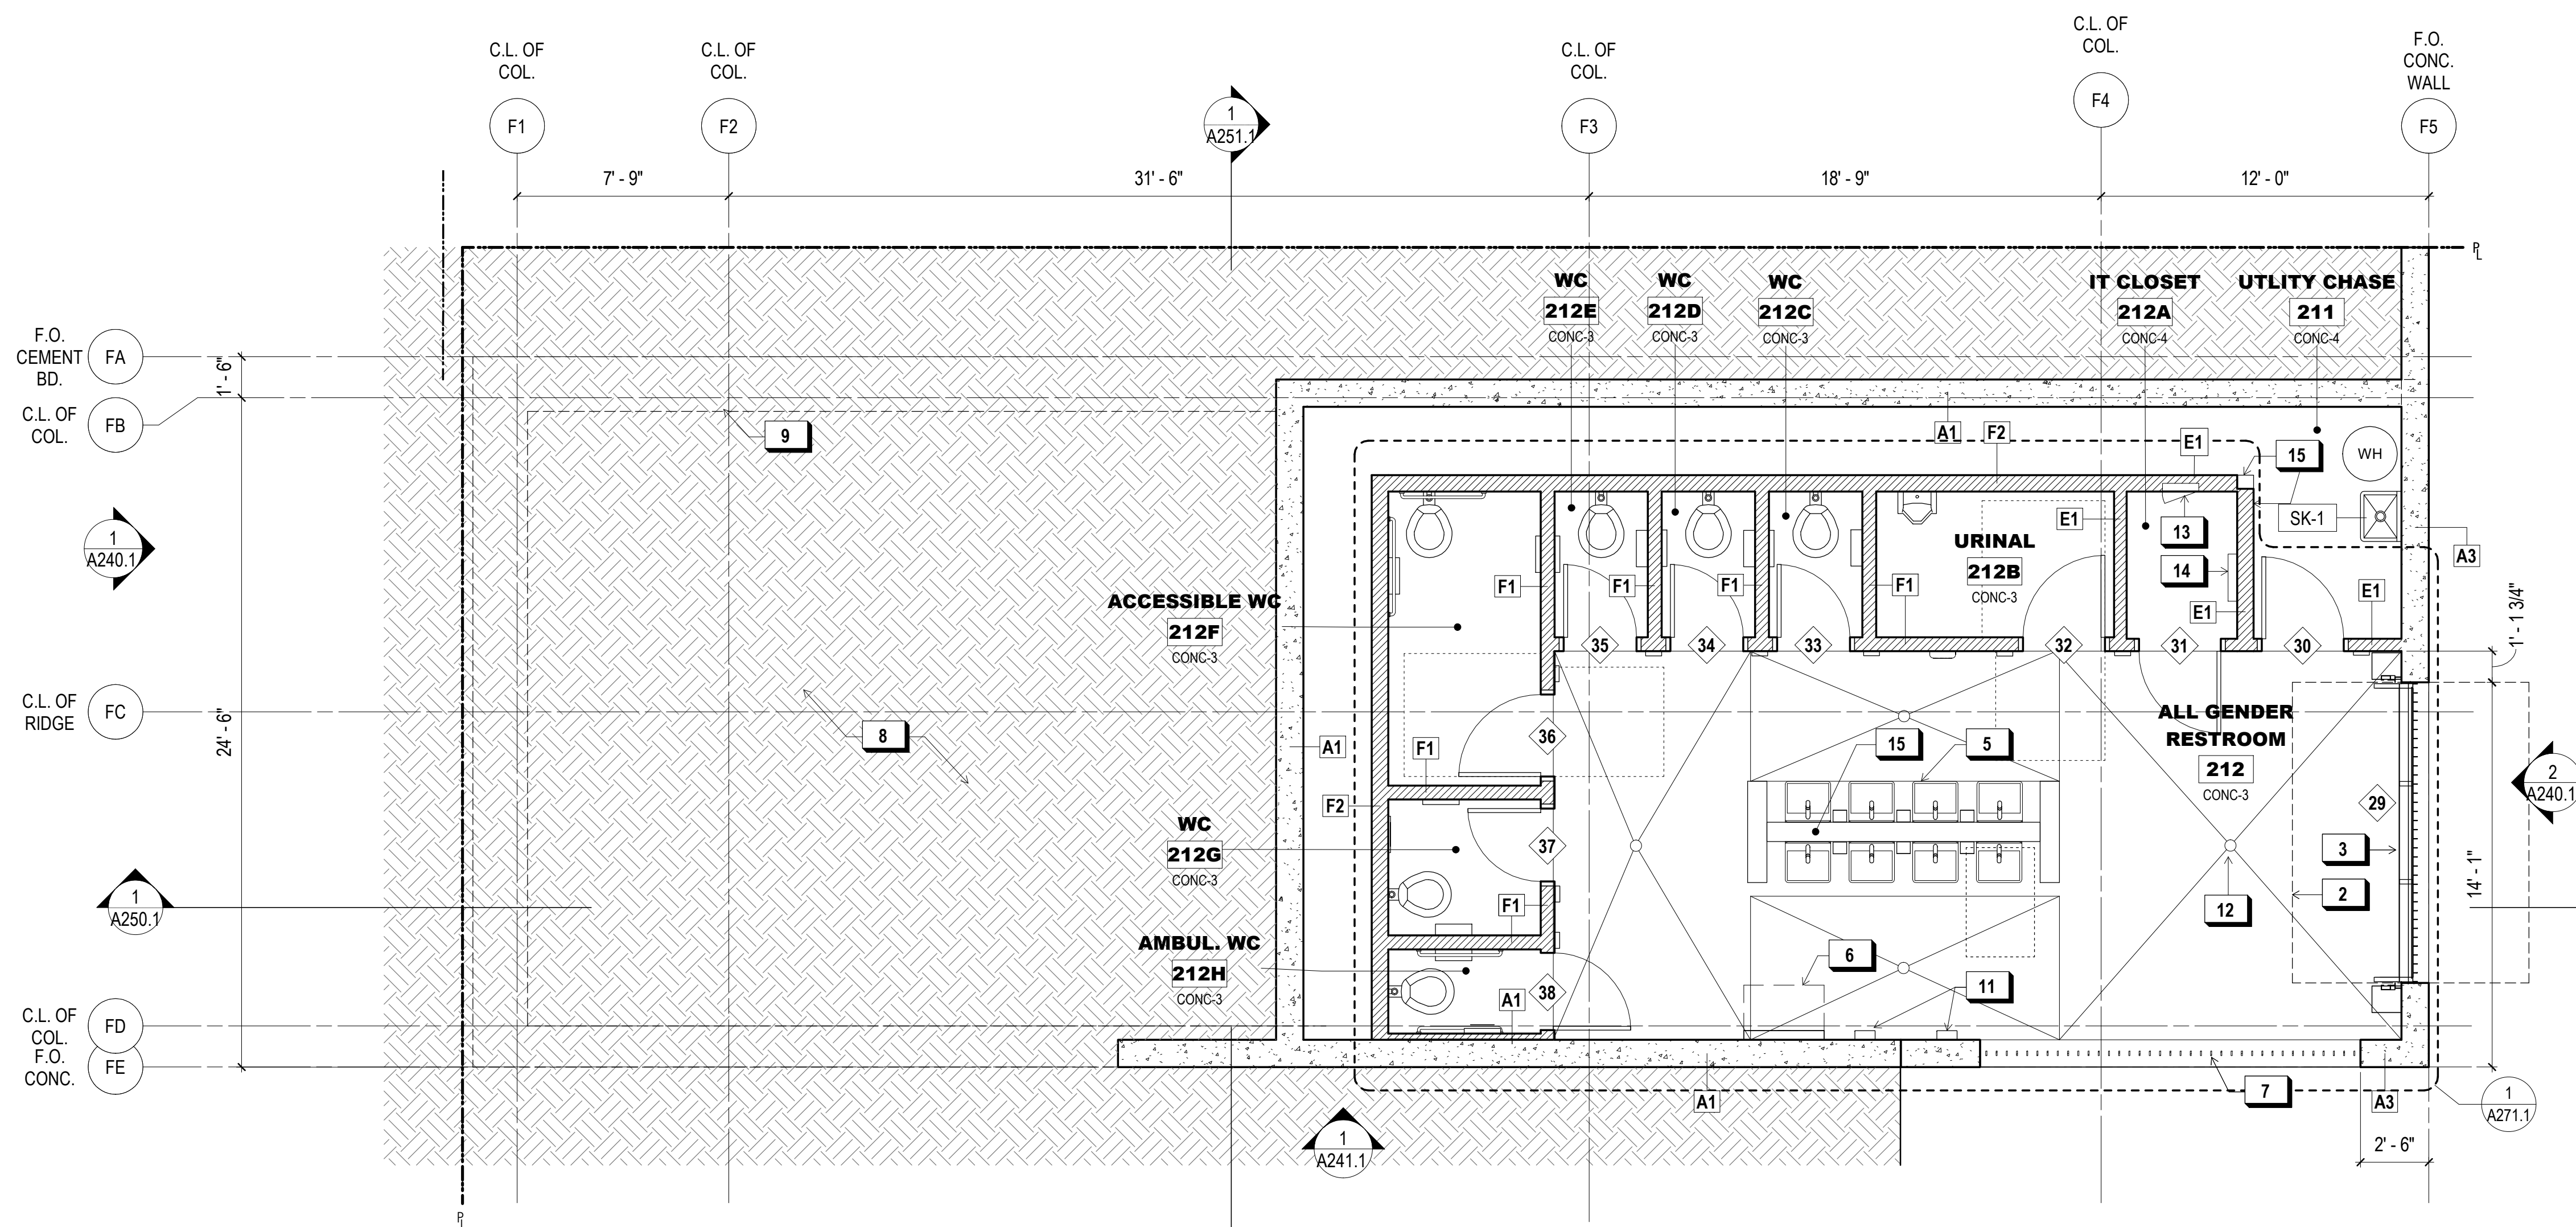 C.L. OF
COL.
C.L. OF
COL.
C.L. OF
COL.
C.L. OF
COL.
F.O.
CONC.
WALL
F1
F2
1
A251.1
F3
F4
F5
7' - 9"
31' - 6"
18' - 9"
12' - 0"
PL
WC
212E
CONC-3
WC
212D
CONC-3
WC
212C
CONC-3
IT CLOSET
212A
CONC-4
UTLITY CHASE
211
CONC-4
F.O.
CEMENT
BD.
FA
1' - 6"
C.L. OF
COL.
FB
9
A1
F2
E1
15
WH
SK-1
E1
13
14
A3
1
A240.1
URINAL
212B
CONC-3
F1
F1
F1
F1
E1
E1
ACCESSIBLE WC
212F
CONC-3
35
34
33
32
31
30
1' - 1 3/4"
C.L. OF
RIDGE
FC
24' - 6"
8
A1
F1
36
15
5
ALL GENDER
RESTROOM
212
CONC-3
29
2
A240.1
F2
WC
212G
CONC-3
37
3
2
12
14' - 1"
1
A250.1
F1
AMBUL. WC
212H
CONC-3
38
A1
6
11
C.L. OF
COL.
FD
F.O.
CONC.
FE
A1
7
A3
1
A271.1
1
A241.1
2' - 6"
PL